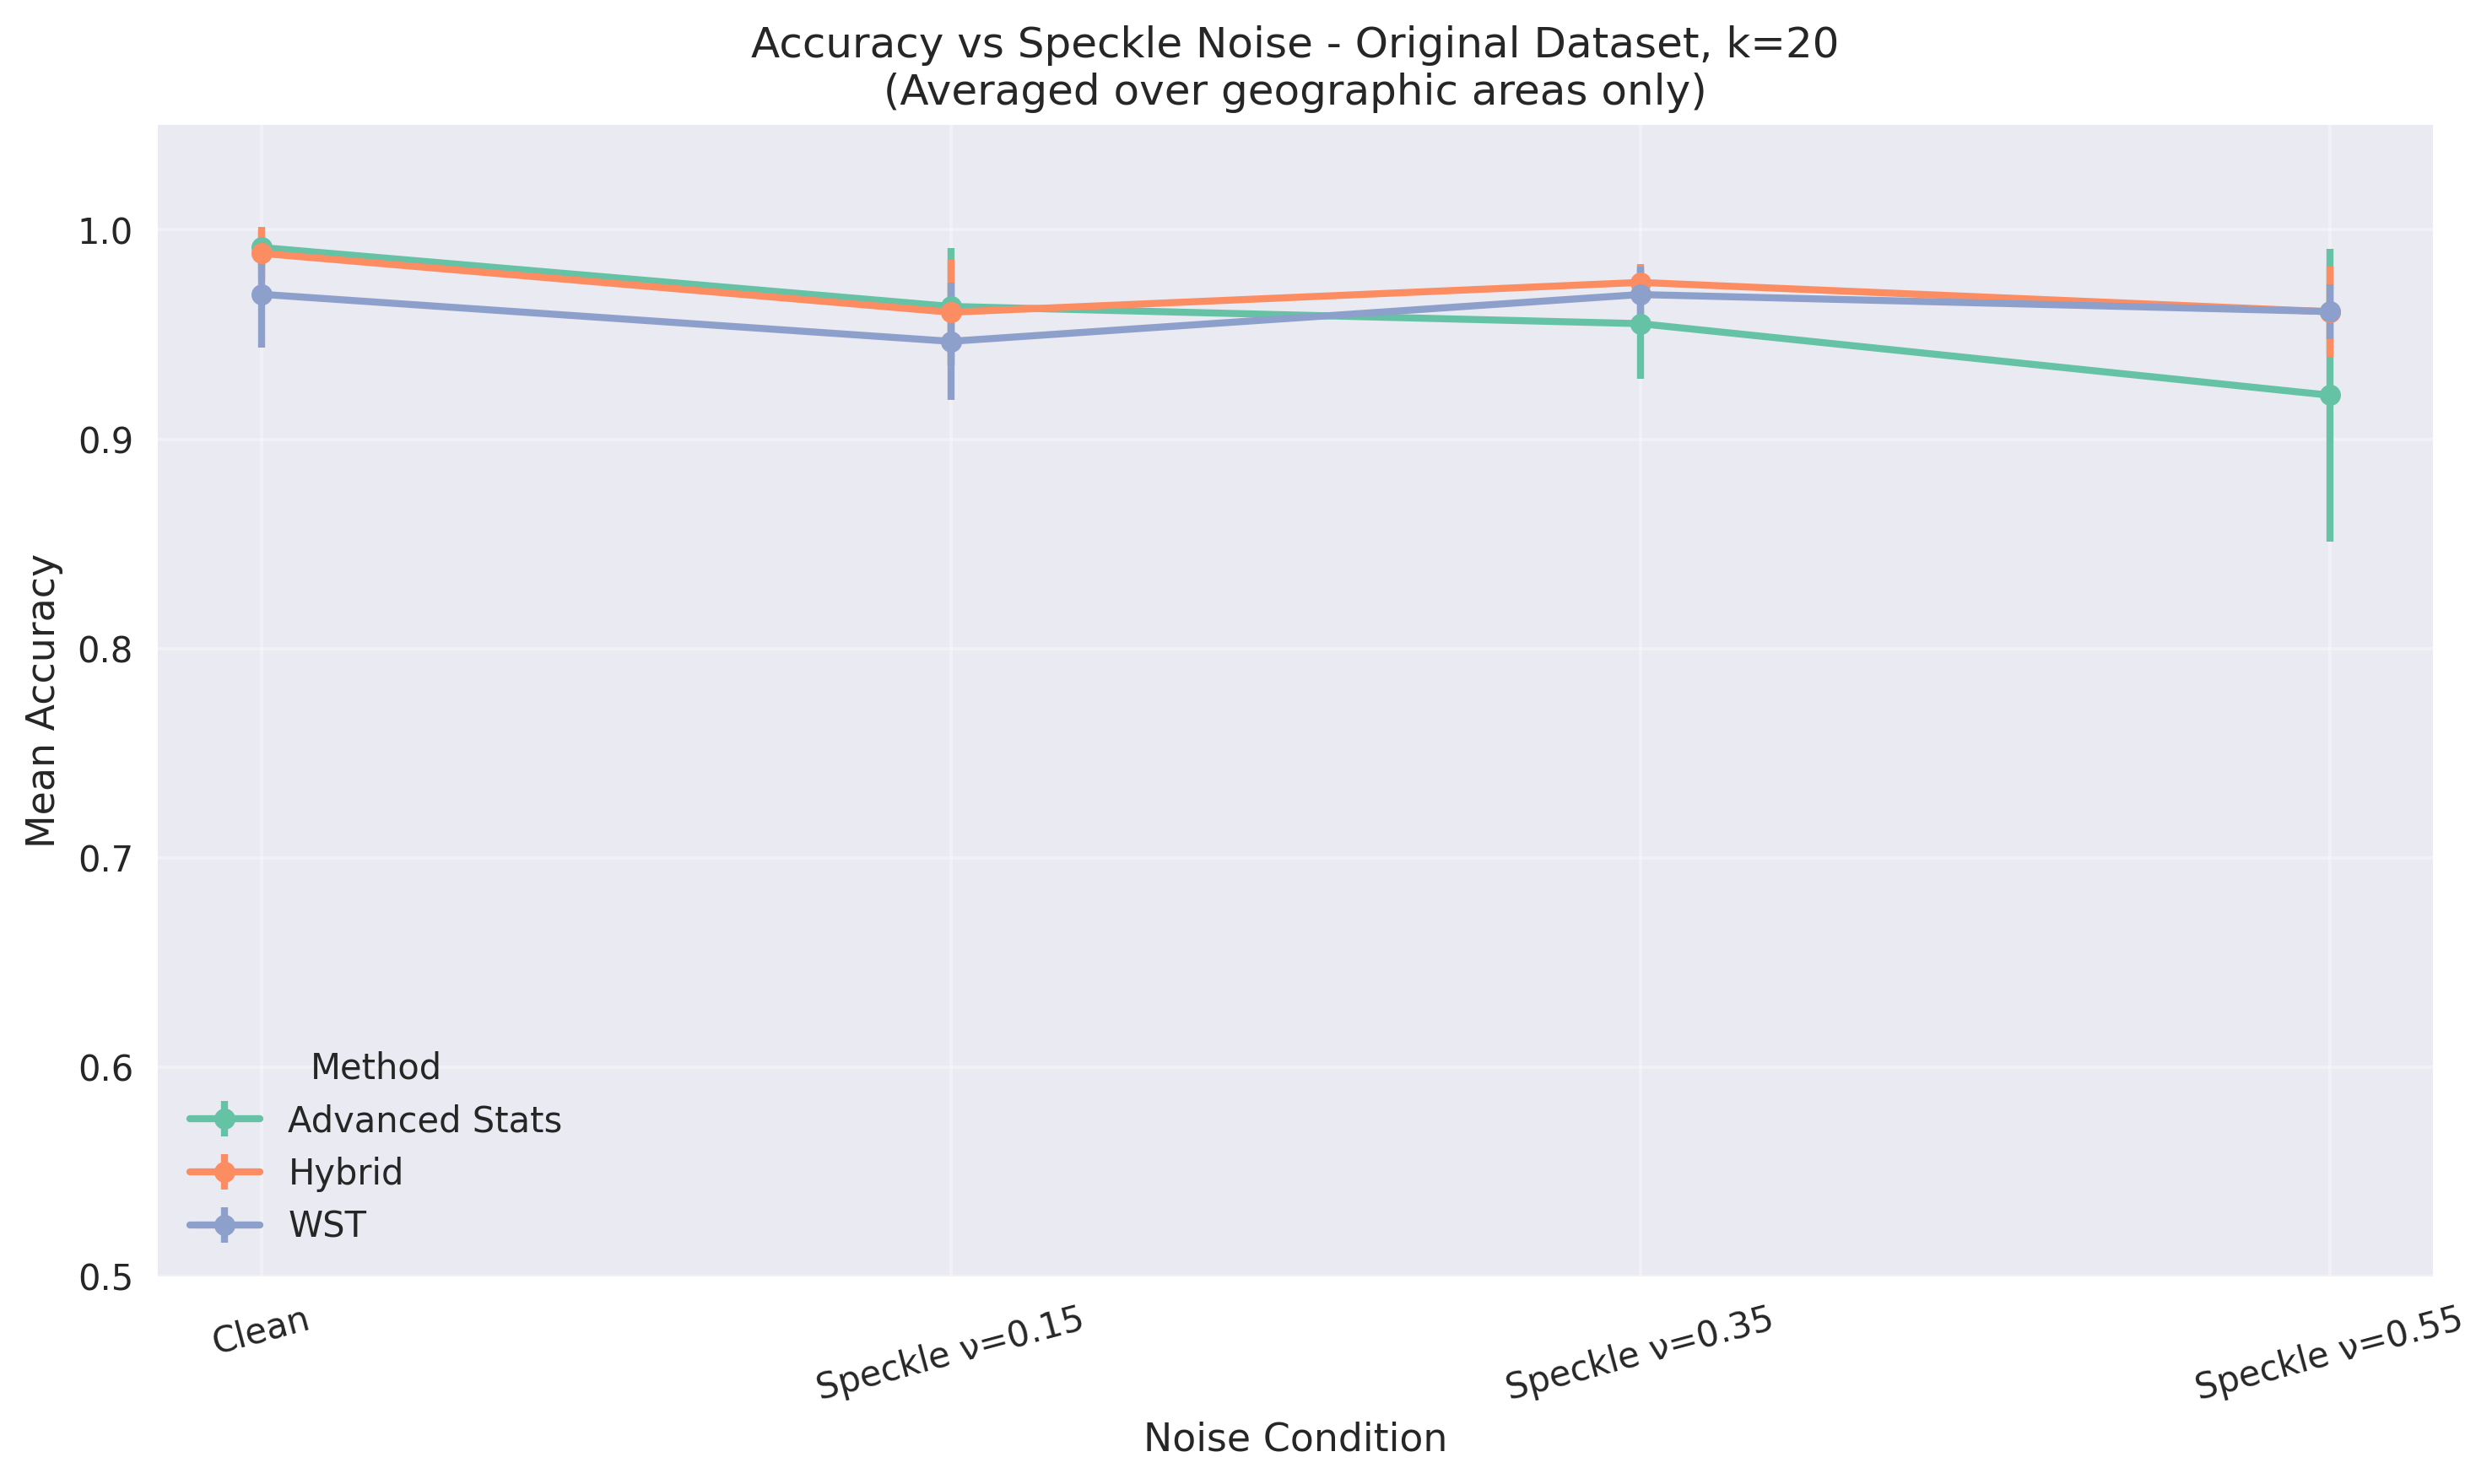 Accuracy vs Speckle Noise - Original Dataset, k=20
(Averaged over geographic areas only)
Mean Accuracy
1.0
0.9
0.8
0.7
0.6
0.5
Method
Advanced Stats
Hybrid
WST
Clean
Speckle ν=0.15
Speckle ν=0.35
Speckle ν=0.55
Noise Condition